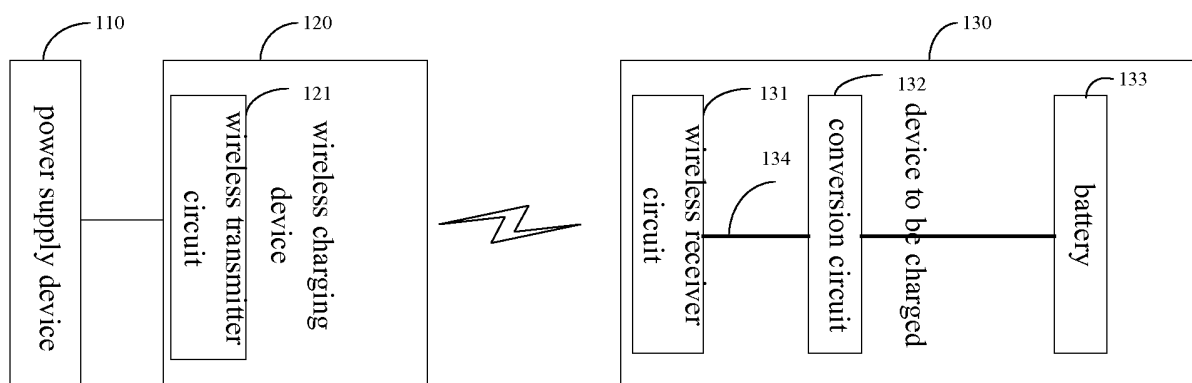 110
120
130
121
131
132
133
134
power supply device
wireless transmitter
circuit
wireless charging
device
wireless receiver
circuit
conversion circuit
device to be charged
battery